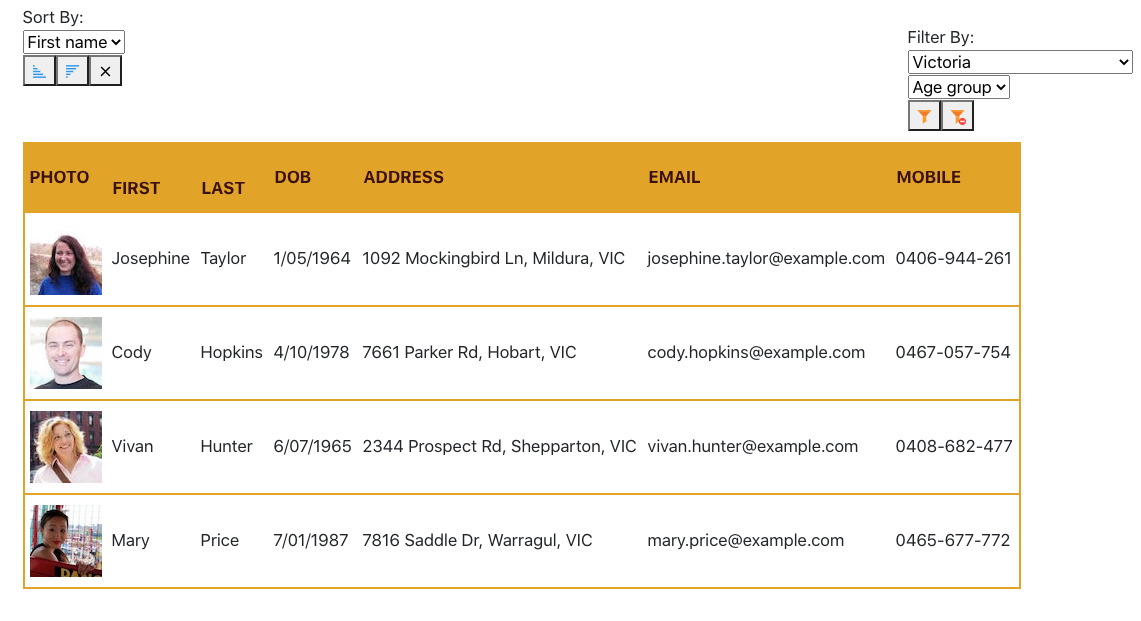 Sort By:
First name
Filter By:
Victoria
Age group
PHOTO FIRST LAST DOB ADDRESS EMAIL MOBILE
Josephine Taylor 1/05/1964 1092 Mockingbird Ln, Mildura, VIC josephine.taylor@example.com 0406-944-261
Cody Hopkins 4/10/1978 7661 Parker Rd, Hobart, VIC cody.hopkins@example.com 0467-057-754
Vivan Hunter 6/07/1965 2344 Prospect Rd, Shepparton, VIC vivan.hunter@example.com 0408-682-477
Mary Price 7/01/1987 7816 Saddle Dr, Warragul, VIC mary.price@example.com 0465-677-772